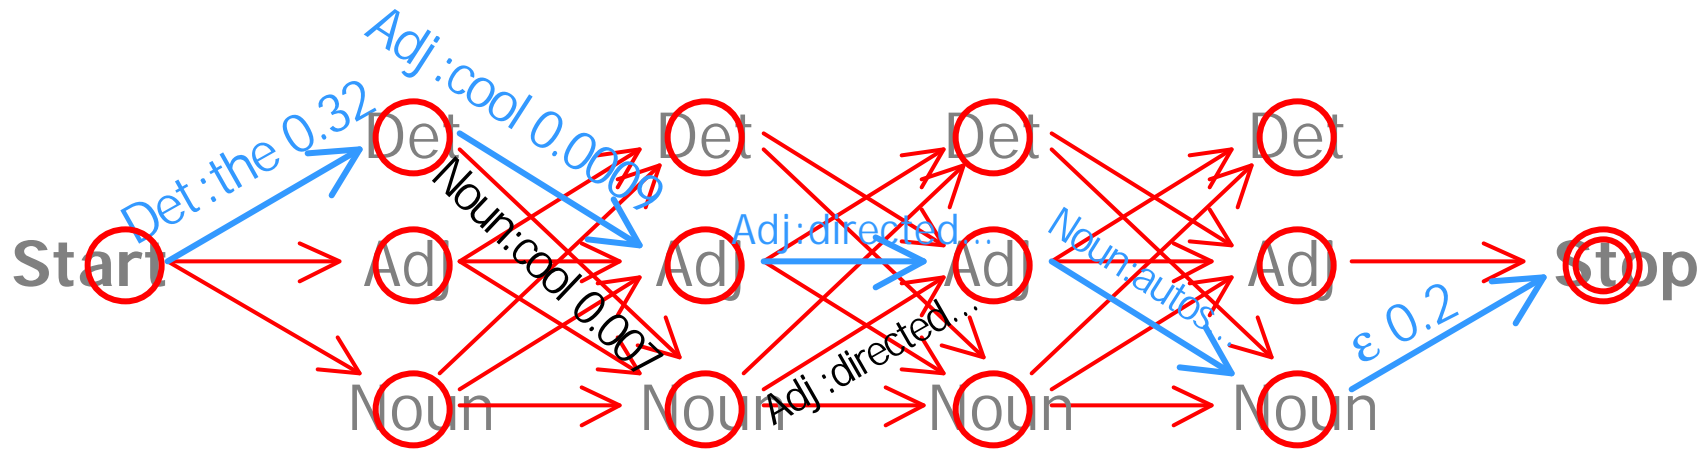 Adj:cool 0.0009
Det:the 0.32
Det Det Det Det
Noun:cool 0.007
Adj:directed...
Noun:autos...
Start Adj Adj Adj Adj Stop
Adj:directed...
ε 0.2
Noun Noun Noun Noun